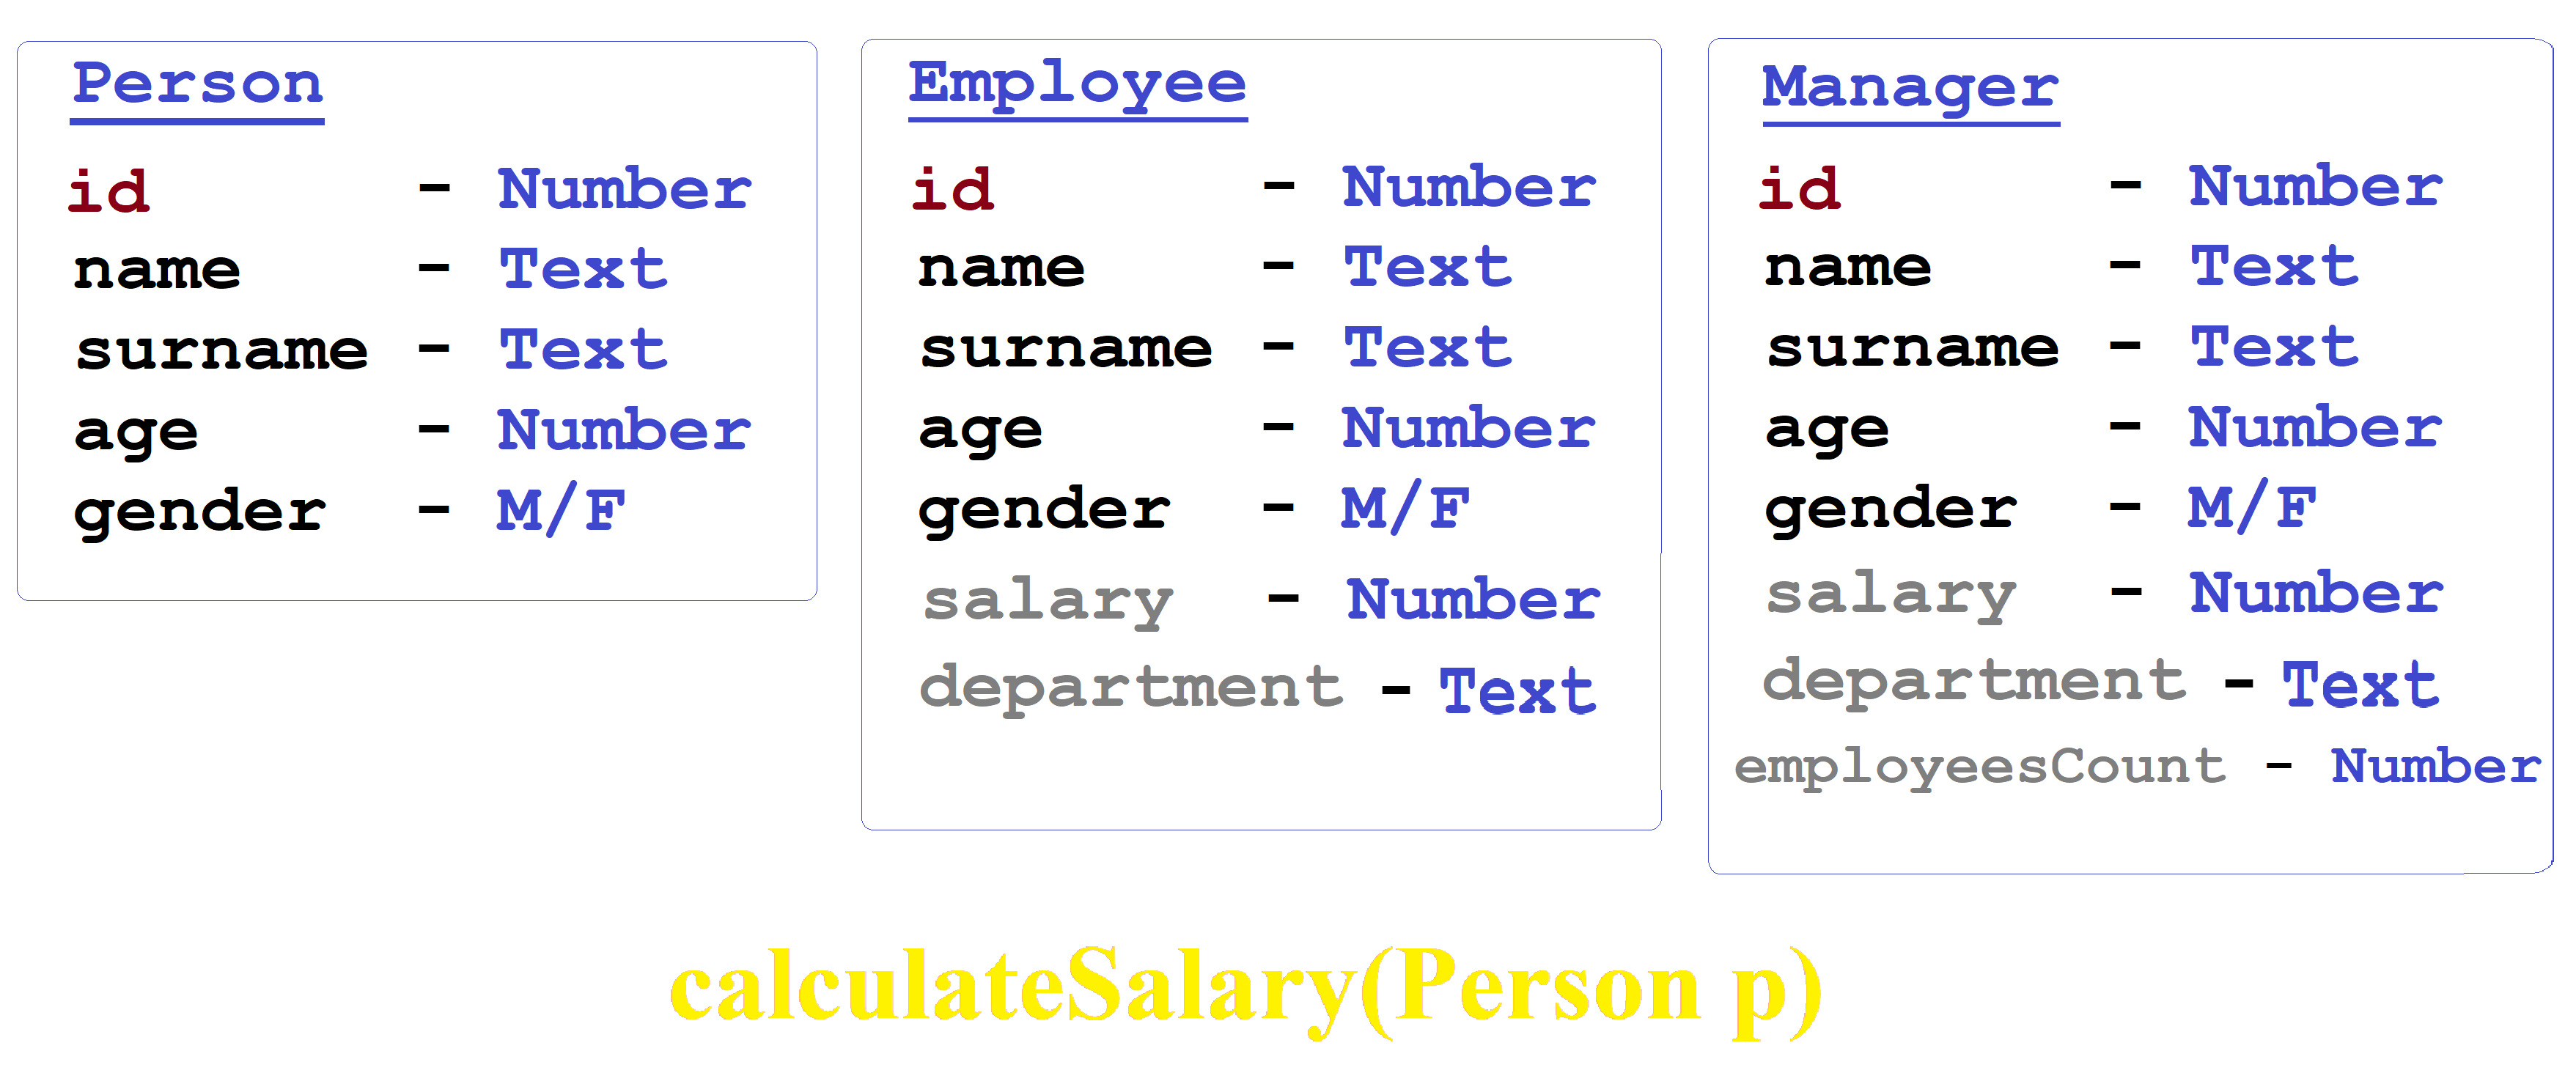 Person
id - Number
name - Text
surname - Text
age - Number
gender - M/F
Employee
id - Number
name - Text
surname - Text
age - Number
gender - M/F
salary - Number
department - Text
Manager
id - Number
name - Text
surname - Text
age - Number
gender - M/F
salary - Number
department - Text
employeesCount - Number
calculateSalary(Person p)